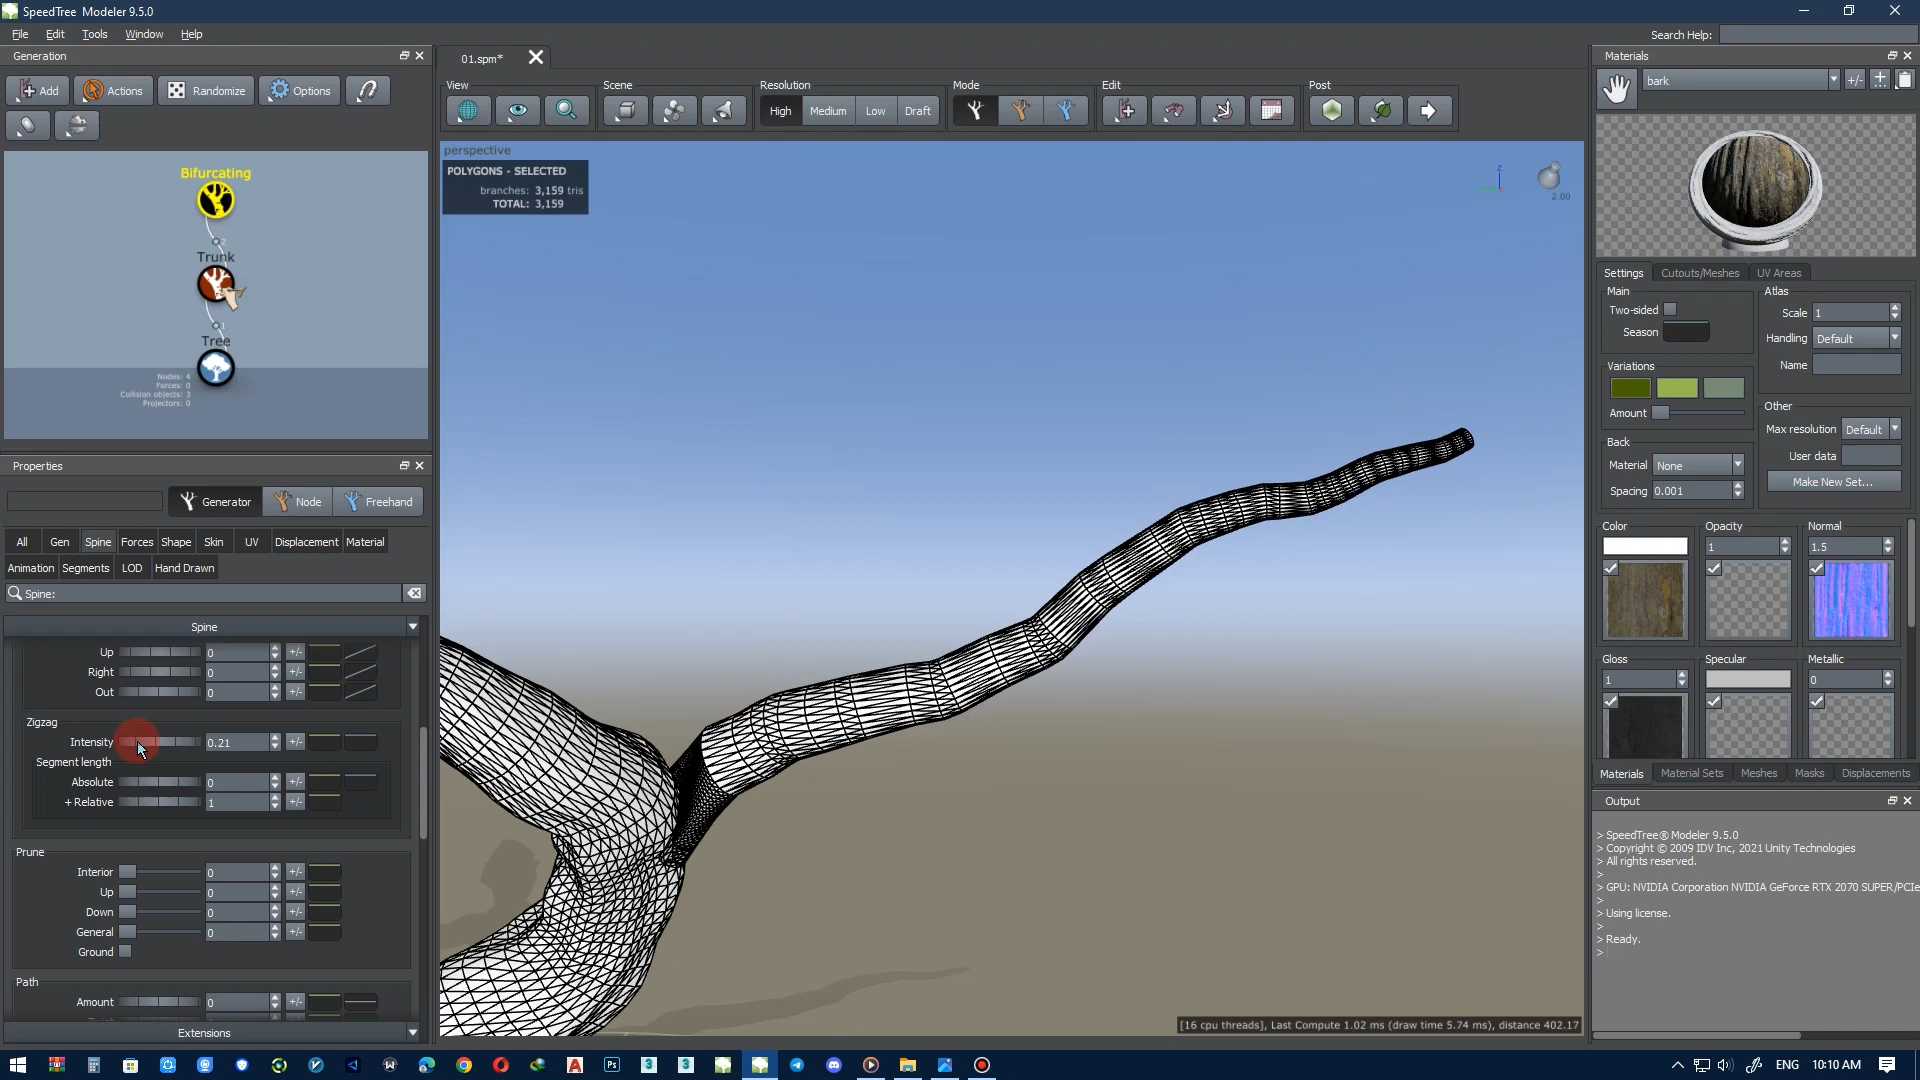 SpeedTree Modeler 9.5.0
File Edit Tools Window Help
Search Help:
Generation
Add Actions Randomize Options
Bifurcating
2
Trunk
1
Tree
Nodes: 4
Forces: 0
Collision objects: 3
Projectors: 0
01.spm*
View Scene Resolution Mode Edit Post
High Medium Low Draft
perspective
POLYGONS - SELECTED
branches: 3,159 tris
TOTAL: 3,159
z
2.00
[16 cpu threads], Last Compute 1.02 ms (draw time 5.74 ms), distance 402.17
Properties
Generator Node Freehand
All Gen Spine Forces Shape Skin UV Displacement Material
Animation Segments LOD Hand Drawn
Spine:
Spine
Up 0 +/-
Right 0 +/-
Out 0 +/-
Zigzag
Intensity 0.21 +/-
Segment length
Absolute 0 +/-
+ Relative 1 +/-
Prune
Interior 0 +/-
Up 0 +/-
Down 0 +/-
General 0 +/-
Ground
Path
Amount 0 +/-
Extensions
Materials
bark +/-
Settings Cutouts/Meshes UV Areas
Main
Two-sided
Season
Variations
Amount
Back
Material None
Spacing 0.001
Atlas
Scale 1
Handling Default
Name
Other
Max resolution Default
User data
Make New Set...
Color Opacity Normal
1 1.5
Gloss Specular Metallic
1 0
Materials Material Sets Meshes Masks Displacements
Output
> SpeedTree® Modeler 9.5.0
> Copyright © 2009 IDV Inc, 2021 Unity Technologies
> All rights reserved.
>
> GPU: NVIDIA Corporation NVIDIA GeForce RTX 2070 SUPER/PCIe
>
> Using license.
>
> Ready.
>
ENG 10:10 AM